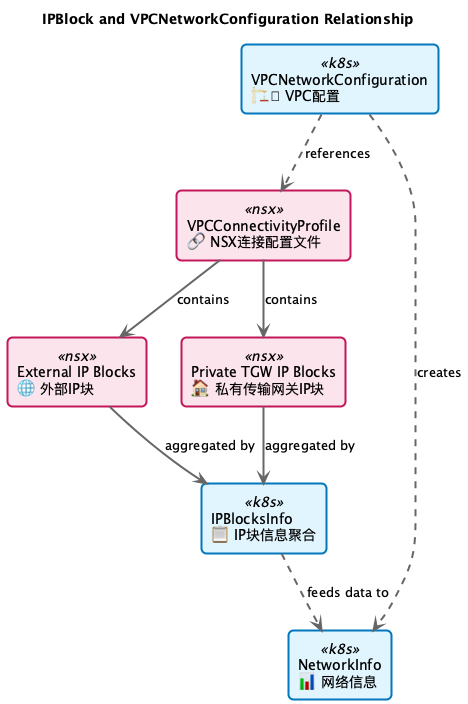 IPBlock and VPCNetworkConfiguration Relationship
«k8s»
VPCNetworkConfiguration
🏗️ VPC配置
references
«nsx»
VPCConnectivityProfile
🔗 NSX连接配置文件
contains
contains
«nsx»
External IP Blocks
🌐 外部IP块
«nsx»
Private TGW IP Blocks
🏠 私有传输网关IP块
creates
aggregated by
aggregated by
«k8s»
IPBlocksInfo
📋 IP块信息聚合
feeds data to
«k8s»
NetworkInfo
📊 网络信息